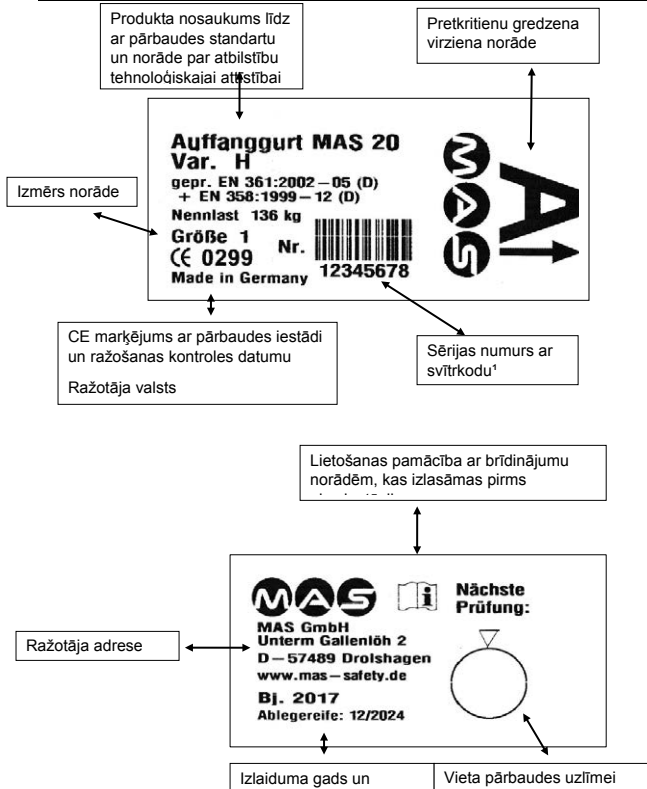 Produkta nosaukums līdz
ar pārbaudes standartu
un norāde par atbilstību
tehnoloģiskajai attīstībai
Pretkritienu gredzena
virziena norāde
Auffanggurt MAS 20
Var. H
gepr. EN 361:2002–05 (D)
+ EN 358:1999–12 (D)
Nennlast 136 kg
Größe 1
CE 0299
Made in Germany
Nr.
12345678
MAS
A
Izmērs norāde
CE marķējums ar pārbaudes iestādi
un ražošanas kontroles datumu
Ražotāja valsts
Sērijas numurs ar
svītrkodu¹
Lietošanas pamācība ar brīdinājumu
norādēm, kas izlasāmas pirms
MAS
i
Nächste
Prüfung:
MAS GmbH
Unterm Gallenlöh 2
D–57489 Drolshagen
www.mas–safety.de
Bj. 2017
Ablegereife: 12/2024
Ražotāja adrese
Izlaiduma gads un
Vieta pārbaudes uzlīmei